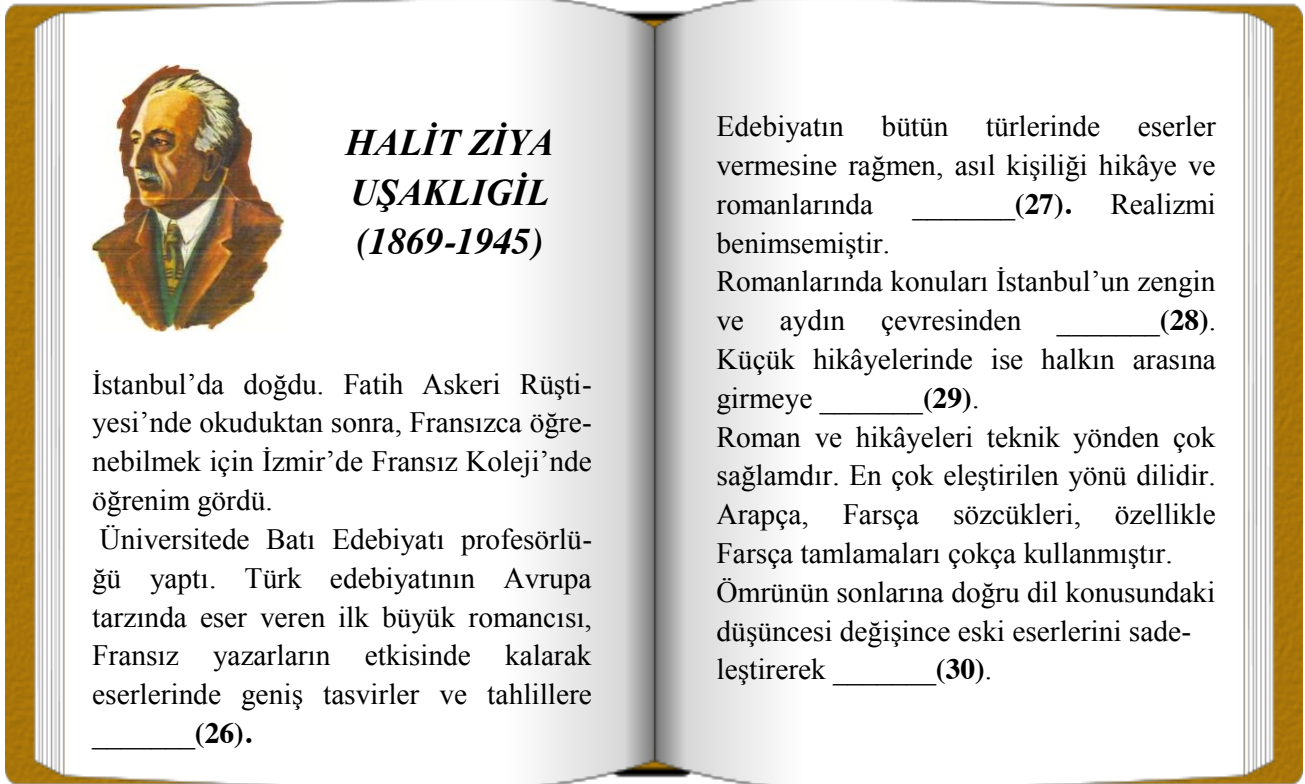 HALİT ZİYA
UŞAKLIGİL
(1869-1945)
İstanbul’da doğdu. Fatih Askeri Rüşti-
yesi’nde okuduktan sonra, Fransızca öğre-
nebilmek için İzmir’de Fransız Koleji’nde
öğrenim gördü.
Üniversitede Batı Edebiyatı profesörlü-
ğü yaptı. Türk edebiyatının Avrupa
tarzında eser veren ilk büyük romancısı,
Fransız yazarların etkisinde kalarak
eserlerinde geniş tasvirler ve tahlillere
_______(26).
Edebiyatın bütün türlerinde eserler
vermesine rağmen, asıl kişiliği hikâye ve
romanlarında _______(27). Realizmi
benimsemiştir.
Romanlarında konuları İstanbul’un zengin
ve aydın çevresinden _______(28).
Küçük hikâyelerinde ise halkın arasına
girmeye _______(29).
Roman ve hikâyeleri teknik yönden çok
sağlamdır. En çok eleştirilen yönü dilidir.
Arapça, Farsça sözcükleri, özellikle
Farsça tamlamaları çokça kullanmıştır.
Ömrünün sonlarına doğru dil konusundaki
düşüncesi değişince eski eserlerini sade-
leştirerek _______(30).